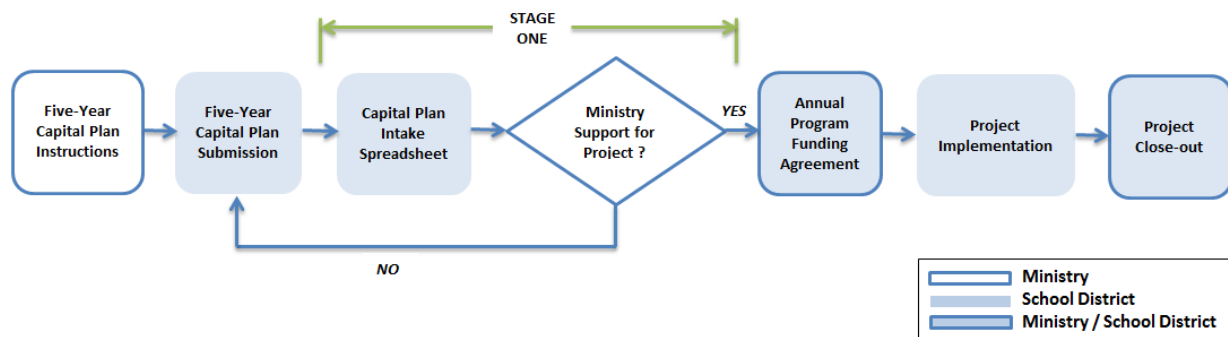 STAGE
ONE
Five-Year
Capital Plan
Instructions
Five-Year
Capital Plan
Submission
Capital Plan
Intake
Spreadsheet
Ministry
Support for
Project ?
YES
Annual
Program
Funding
Agreement
Project
Implementation
Project
Close-out
NO
Ministry
School District
Ministry / School District